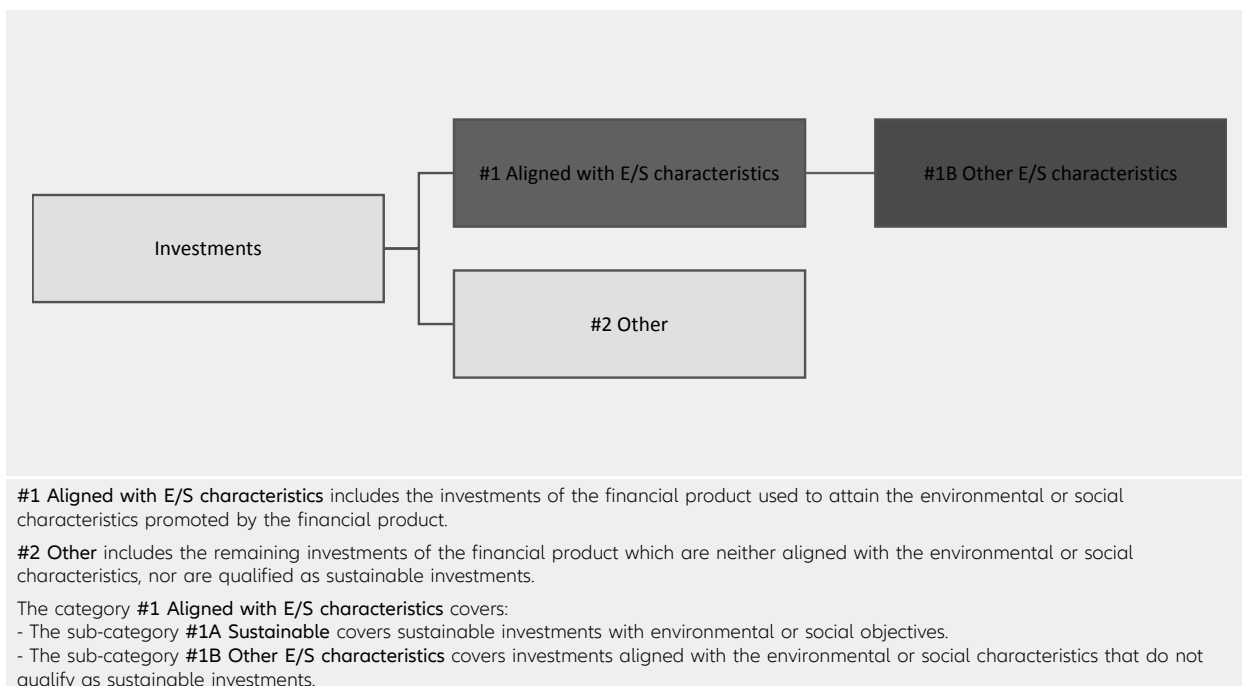 #1 Aligned with E/S characteristics
#1B Other E/S characteristics
Investments
#2 Other
#1 Aligned with E/S characteristics includes the investments of the financial product used to attain the environmental or social
characteristics promoted by the financial product.
#2 Other includes the remaining investments of the financial product which are neither aligned with the environmental or social
characteristics, nor are qualified as sustainable investments.
The category #1 Aligned with E/S characteristics covers:
- The sub-category #1A Sustainable covers sustainable investments with environmental or social objectives.
- The sub-category #1B Other E/S characteristics covers investments aligned with the environmental or social characteristics that do not
qualify as sustainable investments.